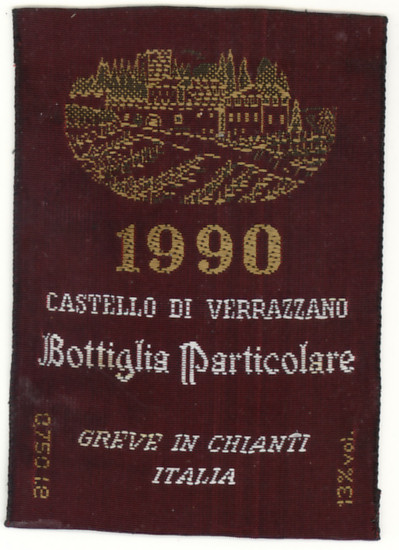 1990
CASTELLO DI VERRAZZANO
Bottiglia Particolare
GREVE IN CHIANTI
ITALIA
0,750 l e
13% vol.